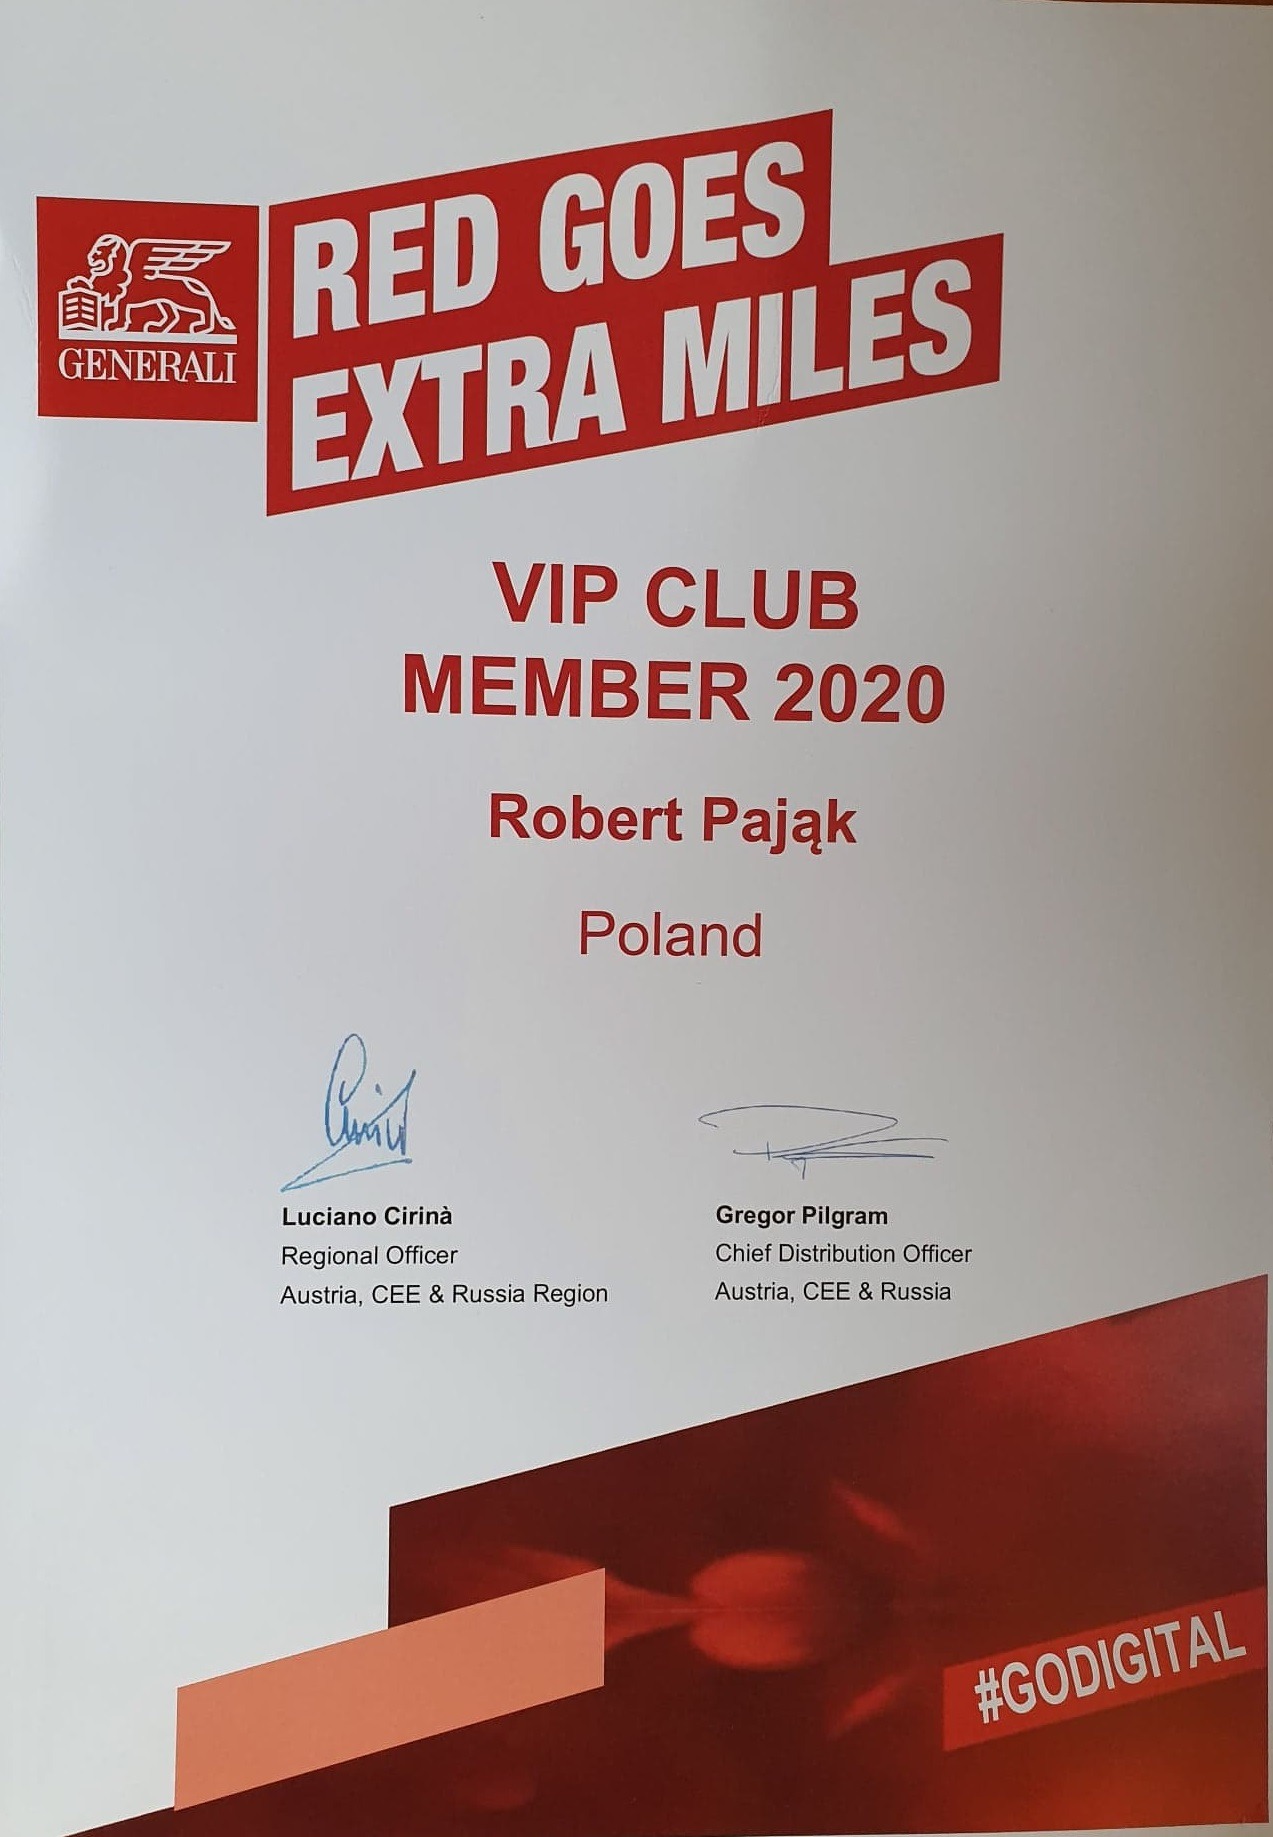 GENERALI
RED GOES
EXTRA MILES
VIP CLUB
MEMBER 2020
Robert Pająk
Poland
Luciano Cirinà
Regional Officer
Austria, CEE & Russia Region
Gregor Pilgram
Chief Distribution Officer
Austria, CEE & Russia
#GODIGITAL